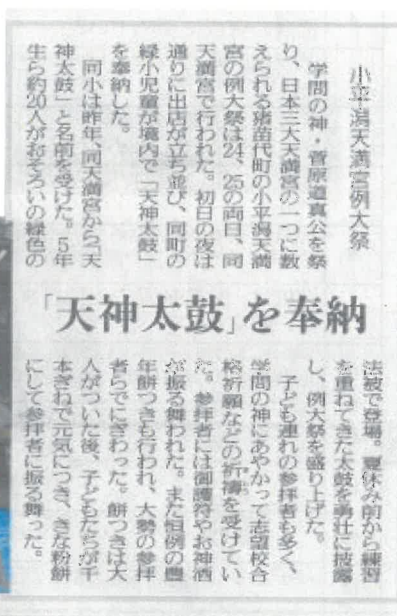 小平潟天満宮例大祭
「天神太鼓」を奉納
学問の神・菅原道真公を祭
り、日本三大天満宮の一つに数
えられる猪苗代町の小平潟天満
宮の例大祭は24、25の両日、同
天満宮で行われた。初日の夜は
通りに出店が立ち並び、同町の
緑小児童が境内で「天神太鼓」
を奉納した。
同小は昨年、同天満宮から「天
神太鼓」と名前を受けた。5年
生ら約20人がおそろいの緑色の
法被で登場。夏休み前から練習
を重ねてきた太鼓を勇壮に披露
し、例大祭を盛り上げた。
子ども連れの参拝者も多く、
学問の神にあやかって志望校合
格祈願などの祈禱を受けてい
た。参拝者には御護符やお神酒
が振る舞われた。また恒例の豊
年餅つきも行われ、大勢の参拝
者らでにぎわった。餅つきは大
人がついた後、子どもたちが千
本ぎねで元気につき、きな粉餅
にして参拝者に振る舞った。